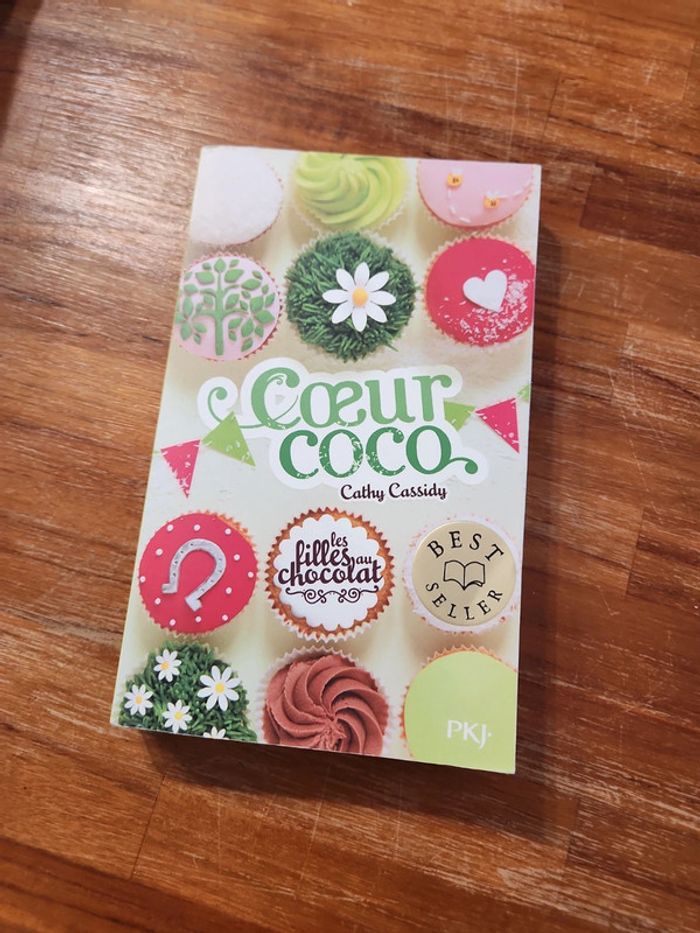 Cœur
coco
Cathy Cassidy
les
filles au
chocolat
BEST
SELLER
PKJ·